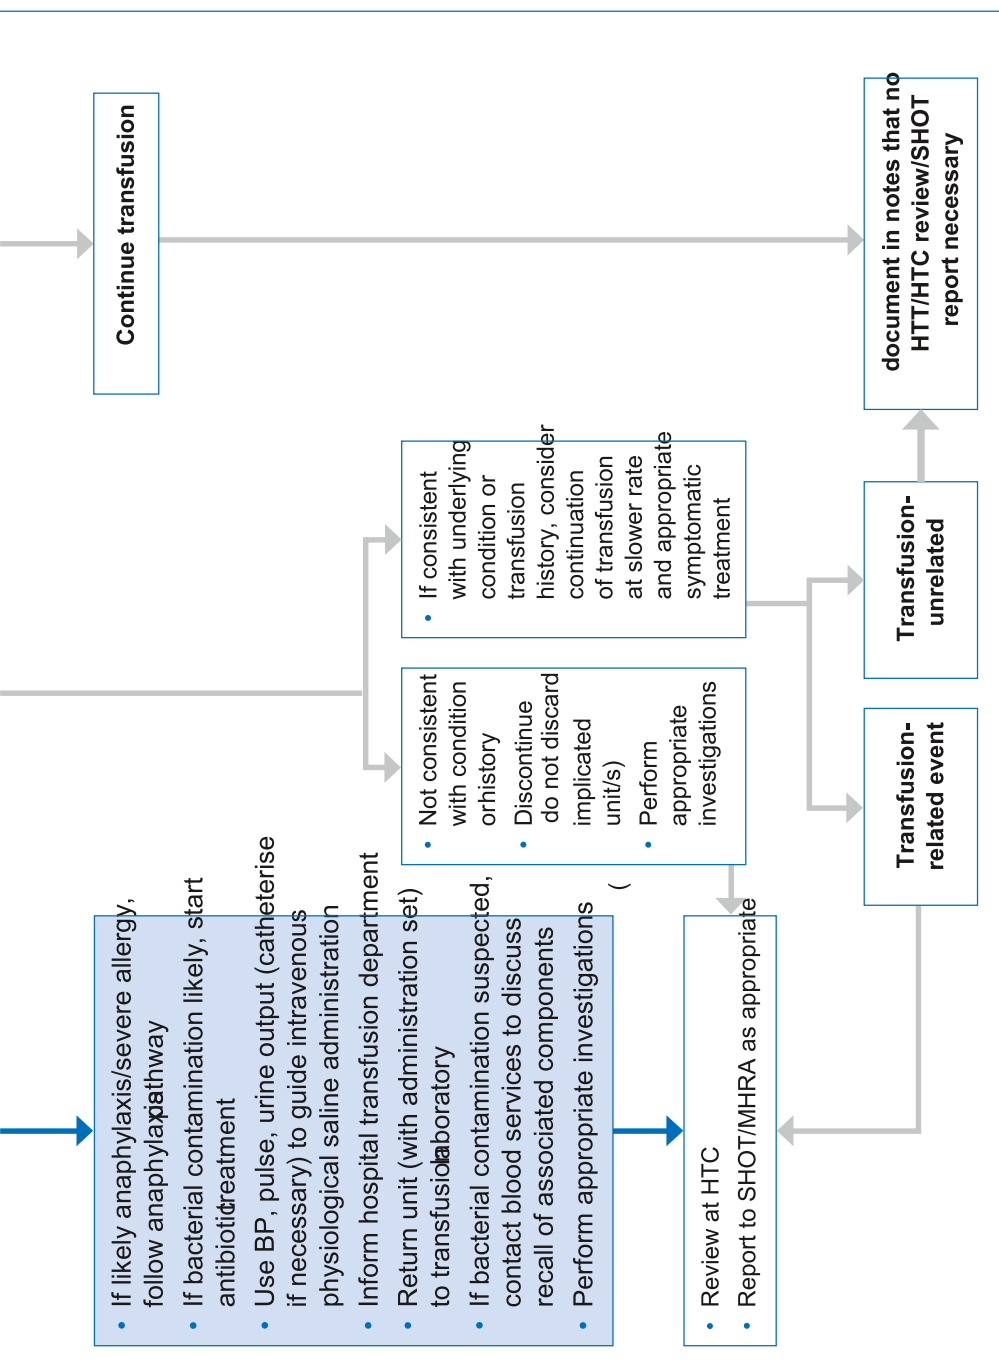 If likely anaphylaxis/severe allergy,
follow anaphylaxis pathway
If bacterial contamination likely, start
antibiotic treatment
Use BP, pulse, urine output (catheterise
if necessary) to guide intravenous
physiological saline administration
Inform hospital transfusion department
Return unit (with administration set)
to transfusion laboratory
If bacterial contamination suspected,
contact blood services to discuss
recall of associated components
Perform appropriate investigations
(
Review at HTC
Report to SHOT/MHRA as appropriate
Not consistent
with condition
orhistory
Discontinue
do not discard
implicated
unit/s)
Perform
appropriate
investigations
If consistent
with underlying
condition or
transfusion
history, consider
continuation
of transfusion
at slower rate
and appropriate
symptomatic
treatment
Transfusion-
related event
Transfusion-
unrelated
Continue transfusion
document in notes that no
HTT/HTC review/SHOT
report necessary